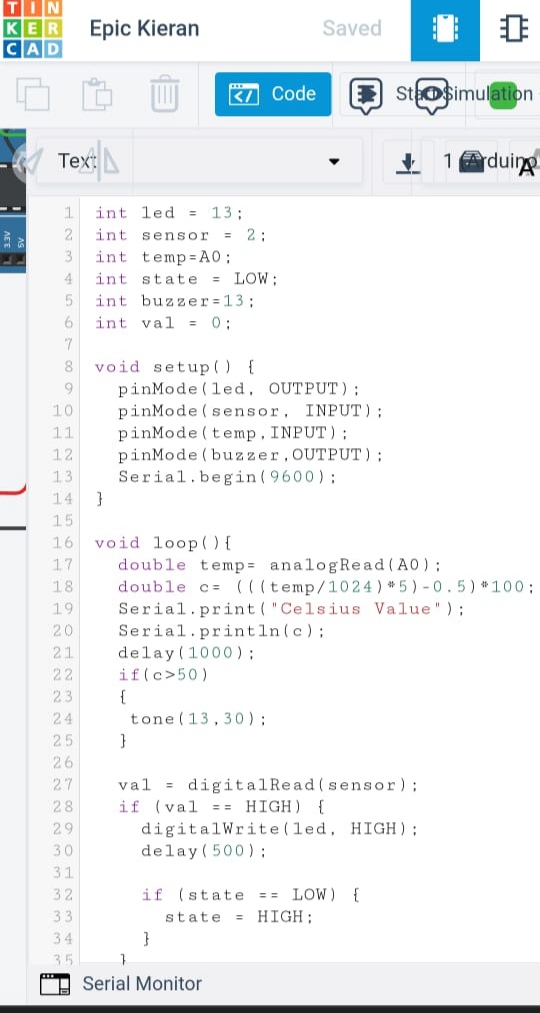 TIN
KER
CAD
Epic Kieran
Saved
Code
Start Simulation
Text
1 Arduino
A
3.3V
5V
1 int led = 13;
2 int sensor = 2;
3 int temp=A0;
4 int state = LOW;
5 int buzzer=13;
6 int val = 0;
7
8 void setup() {
9 pinMode(led, OUTPUT);
10 pinMode(sensor, INPUT);
11 pinMode(temp,INPUT);
12 pinMode(buzzer,OUTPUT);
13 Serial.begin(9600);
14 }
15
16 void loop(){
17 double temp= analogRead(A0);
18 double c= (((temp/1024)*5)-0.5)*100;
19 Serial.print("Celsius Value");
20 Serial.println(c);
21 delay(1000);
22 if(c>50)
23 {
24 tone(13,30);
25 }
26
27 val = digitalRead(sensor);
28 if (val == HIGH) {
29 digitalWrite(led, HIGH);
30 delay(500);
31
32 if (state == LOW) {
33 state = HIGH;
34 }
35 }
Serial Monitor